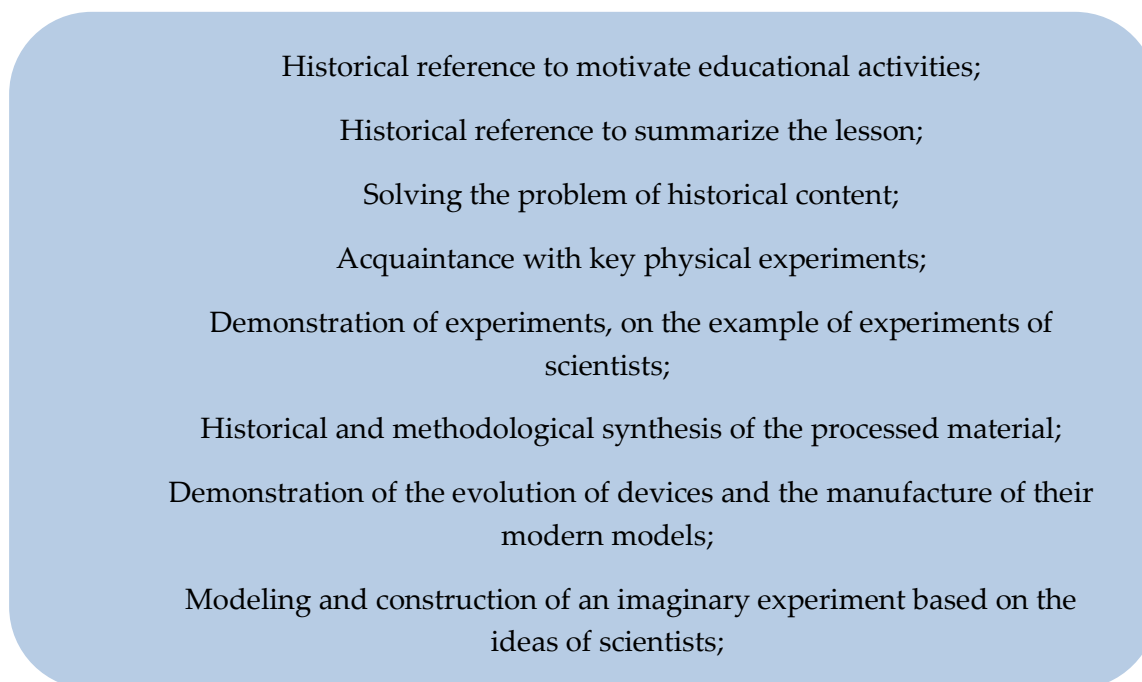 Historical reference to motivate educational activities;
Historical reference to summarize the lesson;
Solving the problem of historical content;
Acquaintance with key physical experiments;
Demonstration of experiments, on the example of experiments of
scientists;
Historical and methodological synthesis of the processed material;
Demonstration of the evolution of devices and the manufacture of their
modern models;
Modeling and construction of an imaginary experiment based on the
ideas of scientists;